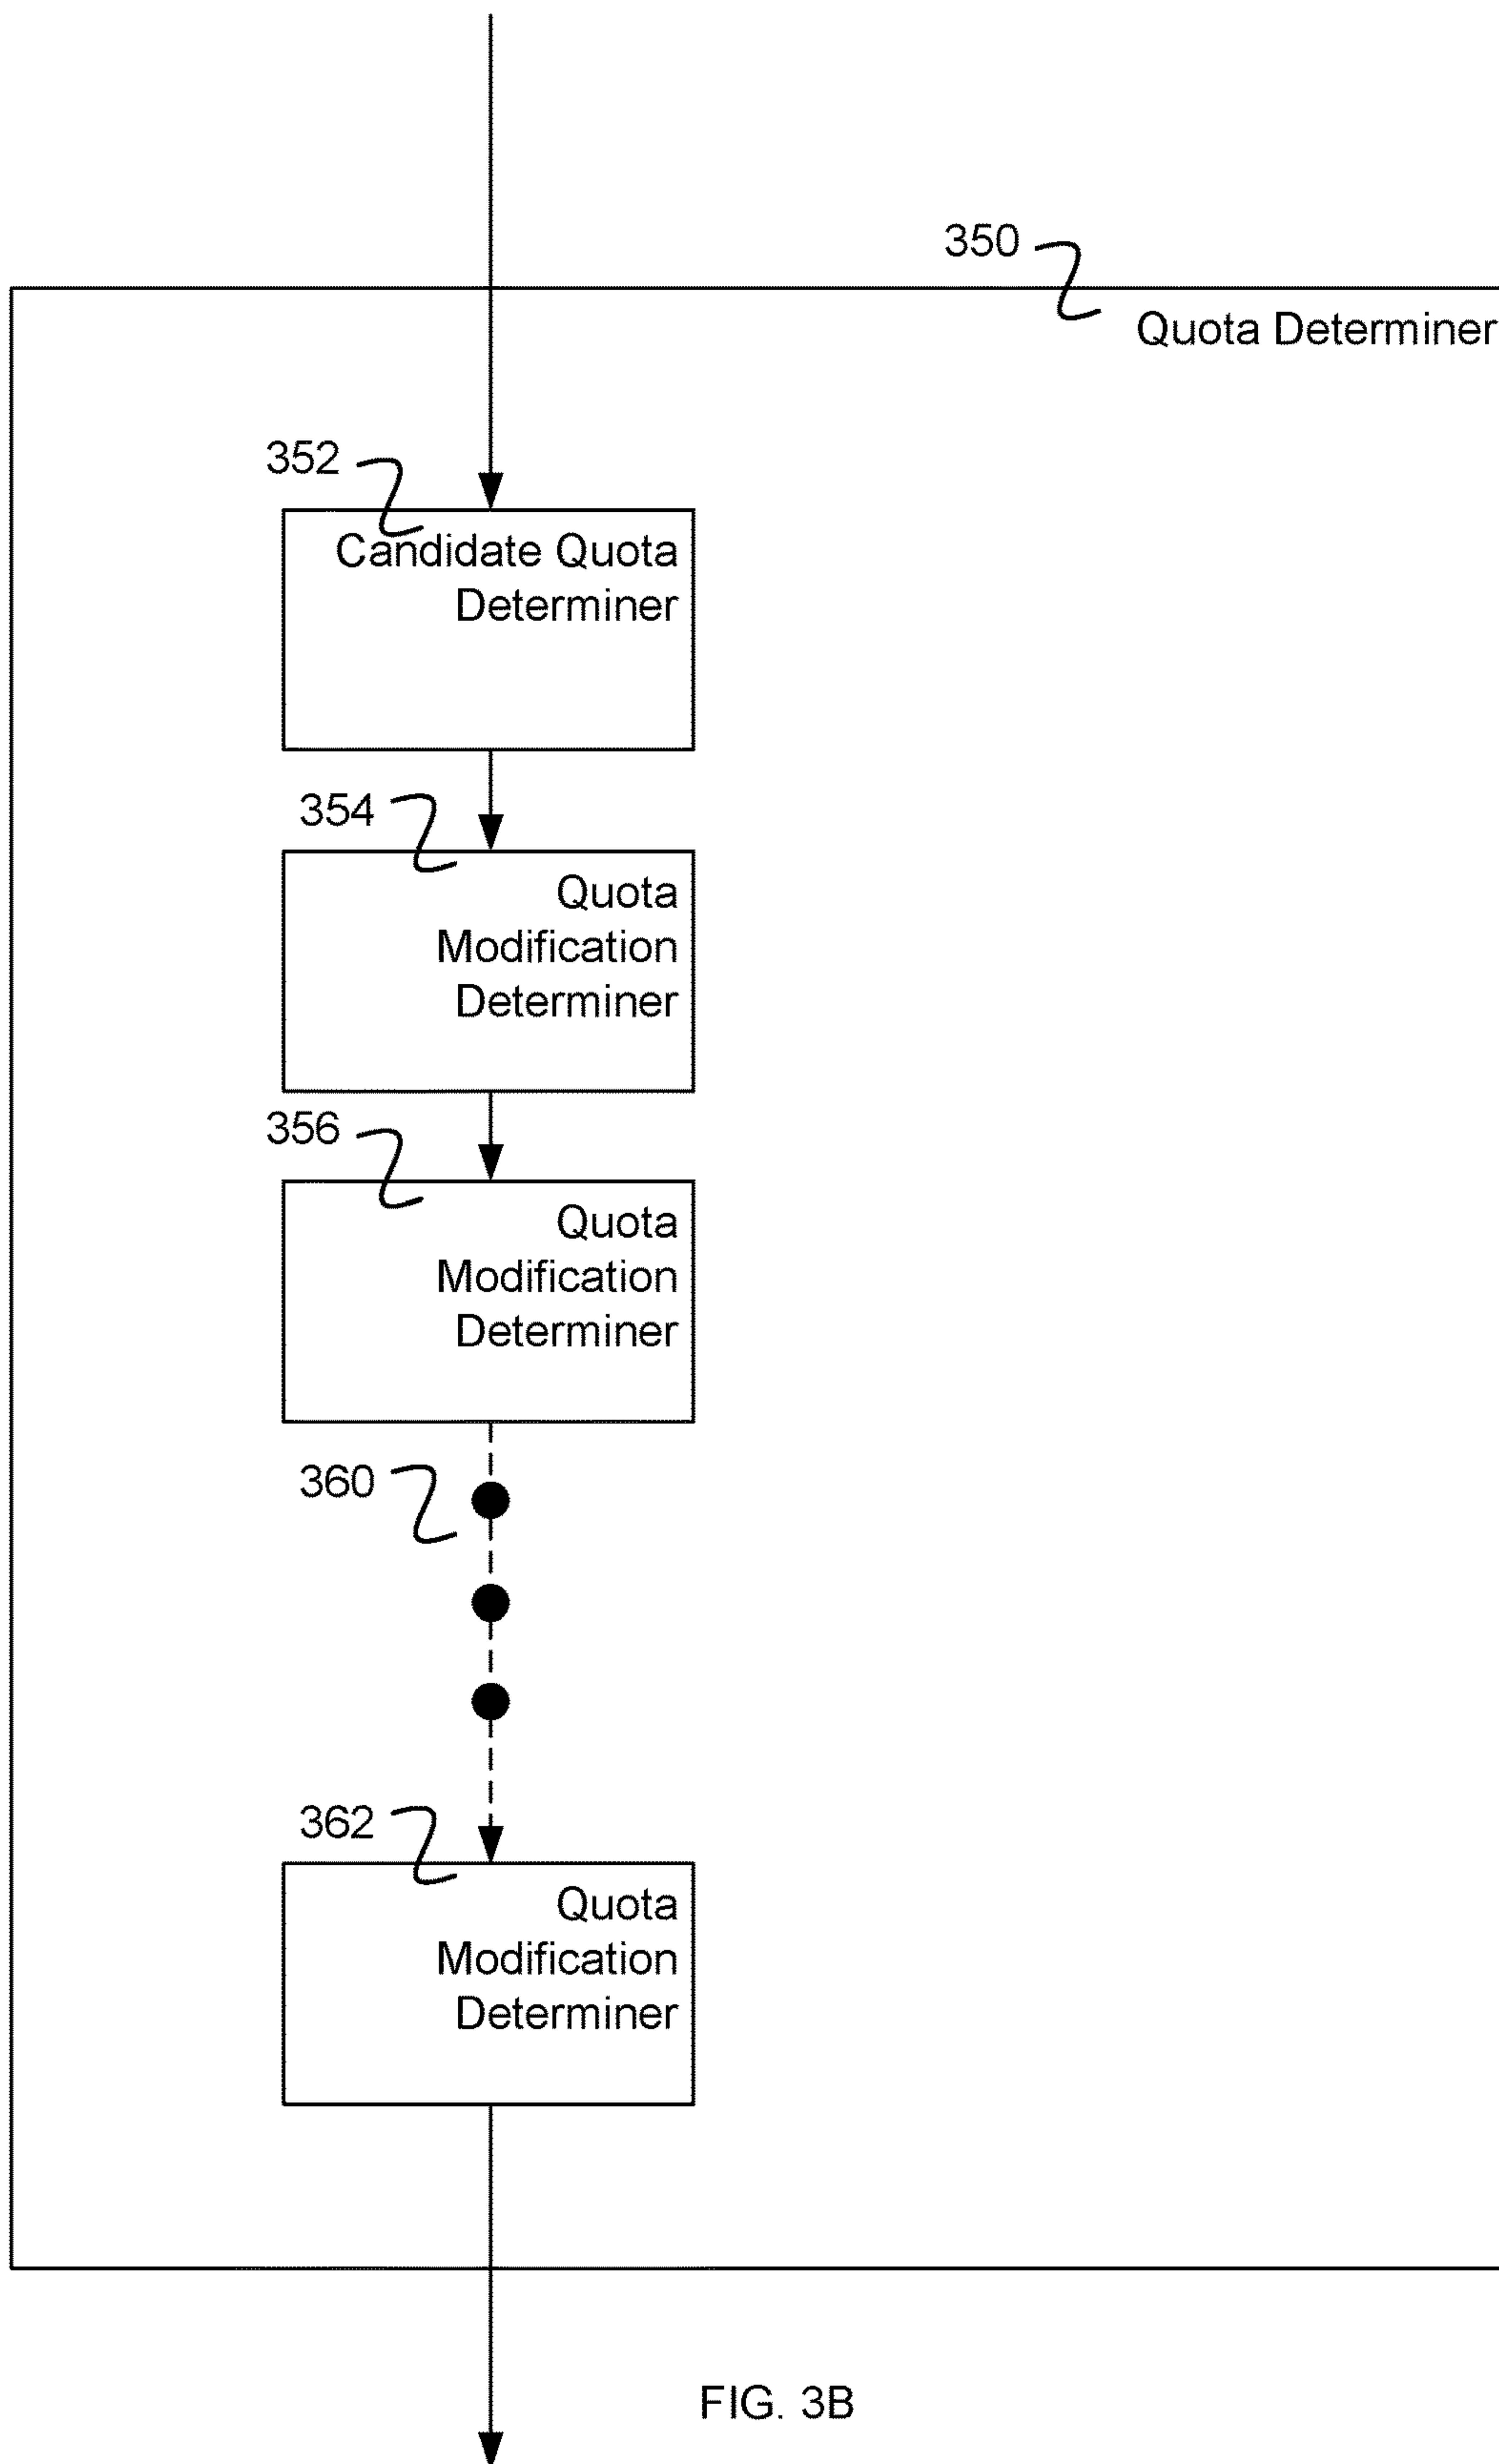 350
Quota Determiner
352
Candidate Quota
Determiner
354
Quota
Modification
Determiner
356
Quota
Modification
Determiner
360
362
Quota
Modification
Determiner
FIG. 3B